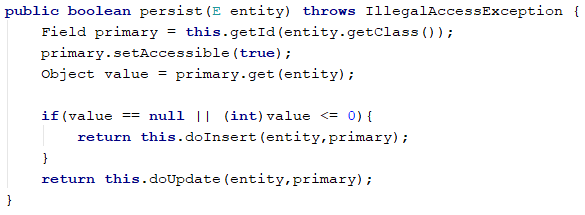 public boolean persist(E entity) throws IllegalAccessException {
    Field primary = this.getId(entity.getClass());
    primary.setAccessible(true);
    Object value = primary.get(entity);

    if(value == null || (int)value <= 0){
        return this.doInsert(entity,primary);
    }
    return this.doUpdate(entity,primary);
}